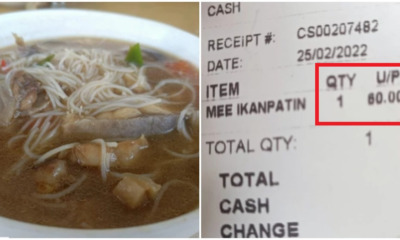 CASH
RECEIPT #: CS00207482
DATE: 25/02/2022
ITEM QTY U/P
MEE IKANPATIN 1 60.00
TOTAL QTY: 1
TOTAL
CASH
CHANGE